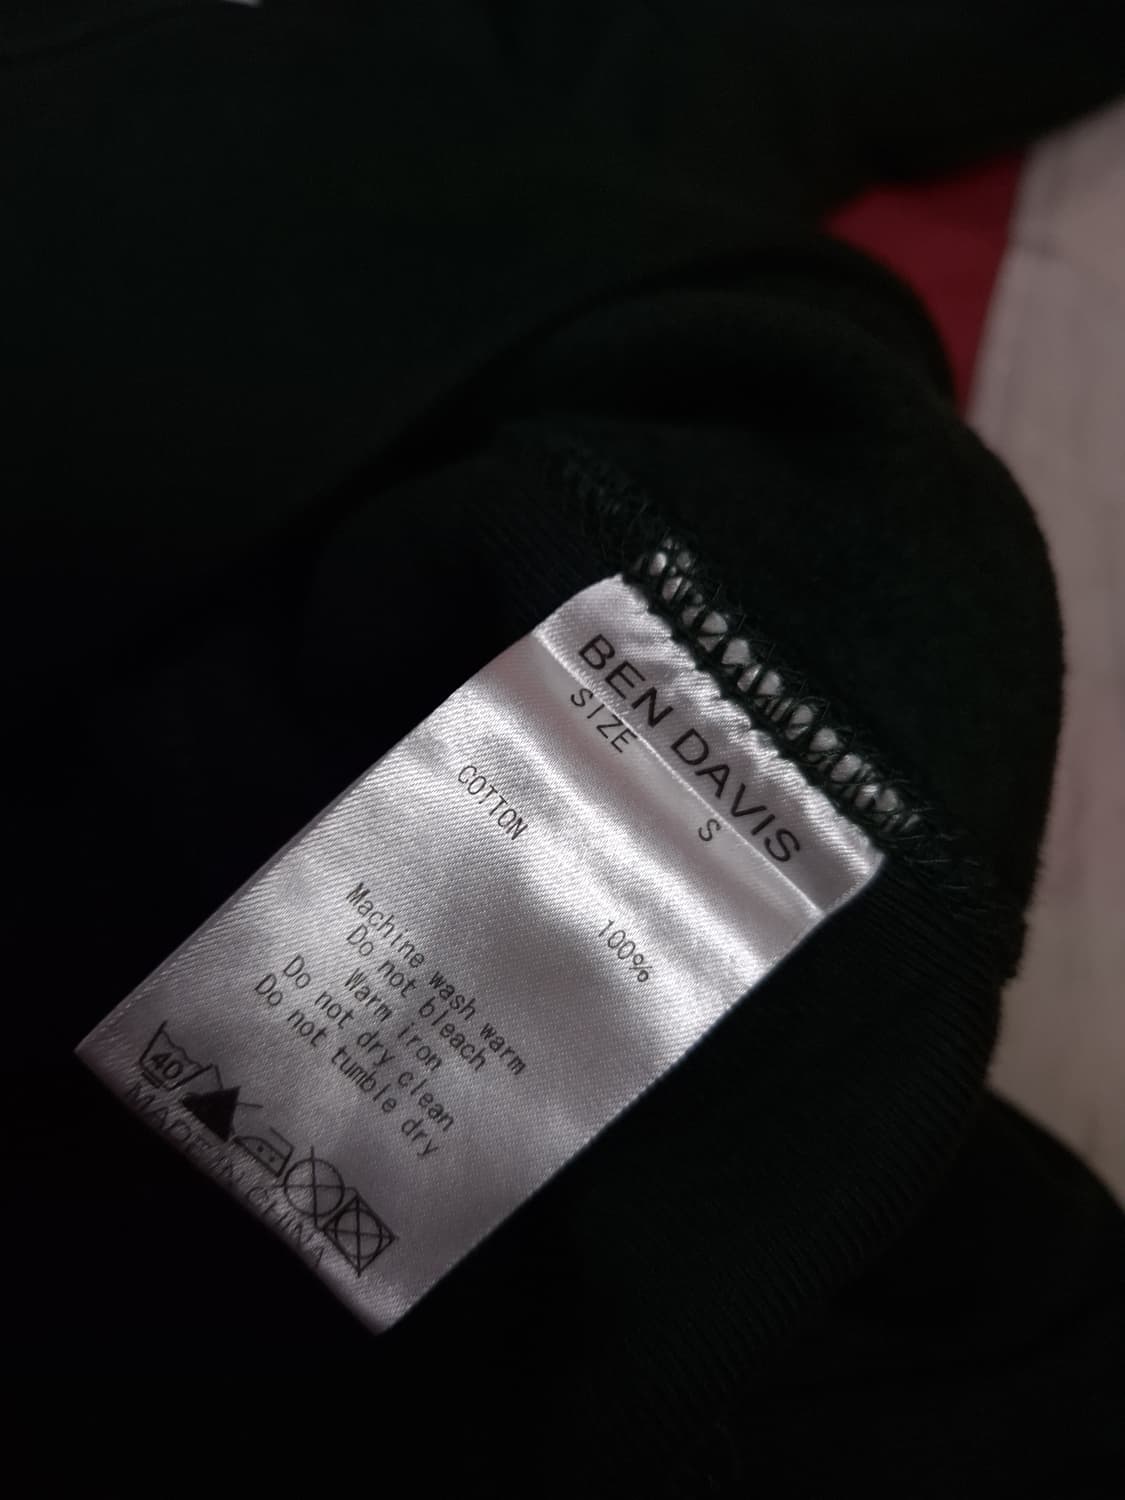 BEN DAVIS
SIZE S
COTTON 100%
Machine wash warm
Do not bleach
Warm iron
Do not dry clean
Do not tumble dry
40
MADE IN CHINA